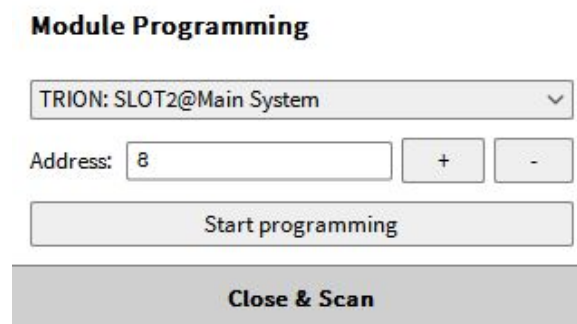 Module Programming
TRION: SLOT2@Main System
Address: 8 + -
Start programming
Close & Scan